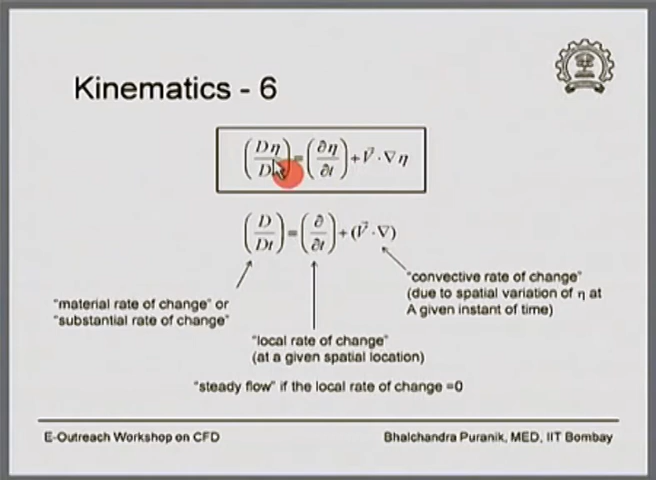 Kinematics - 6
(Dη/D) = (∂η/∂t) + V⃗ · ∇η
(D/Dt) = (∂/∂t) + (V⃗ · ∇)
"convective rate of change"
(due to spatial variation of η at
A given instant of time)
"material rate of change" or
"substantial rate of change"
"local rate of change"
(at a given spatial location)
"steady flow" if the local rate of change =0
E-Outreach Workshop on CFD
Bhalchandra Puranik, MED, IIT Bombay